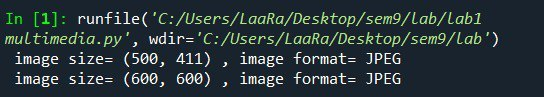 In [1]: runfile('C:/Users/LaaRa/Desktop/sem9/lab/lab1
multimedia.py', wdir='C:/Users/LaaRa/Desktop/sem9/lab')
image size= (500, 411) , image format= JPEG
image size= (600, 600) , image format= JPEG